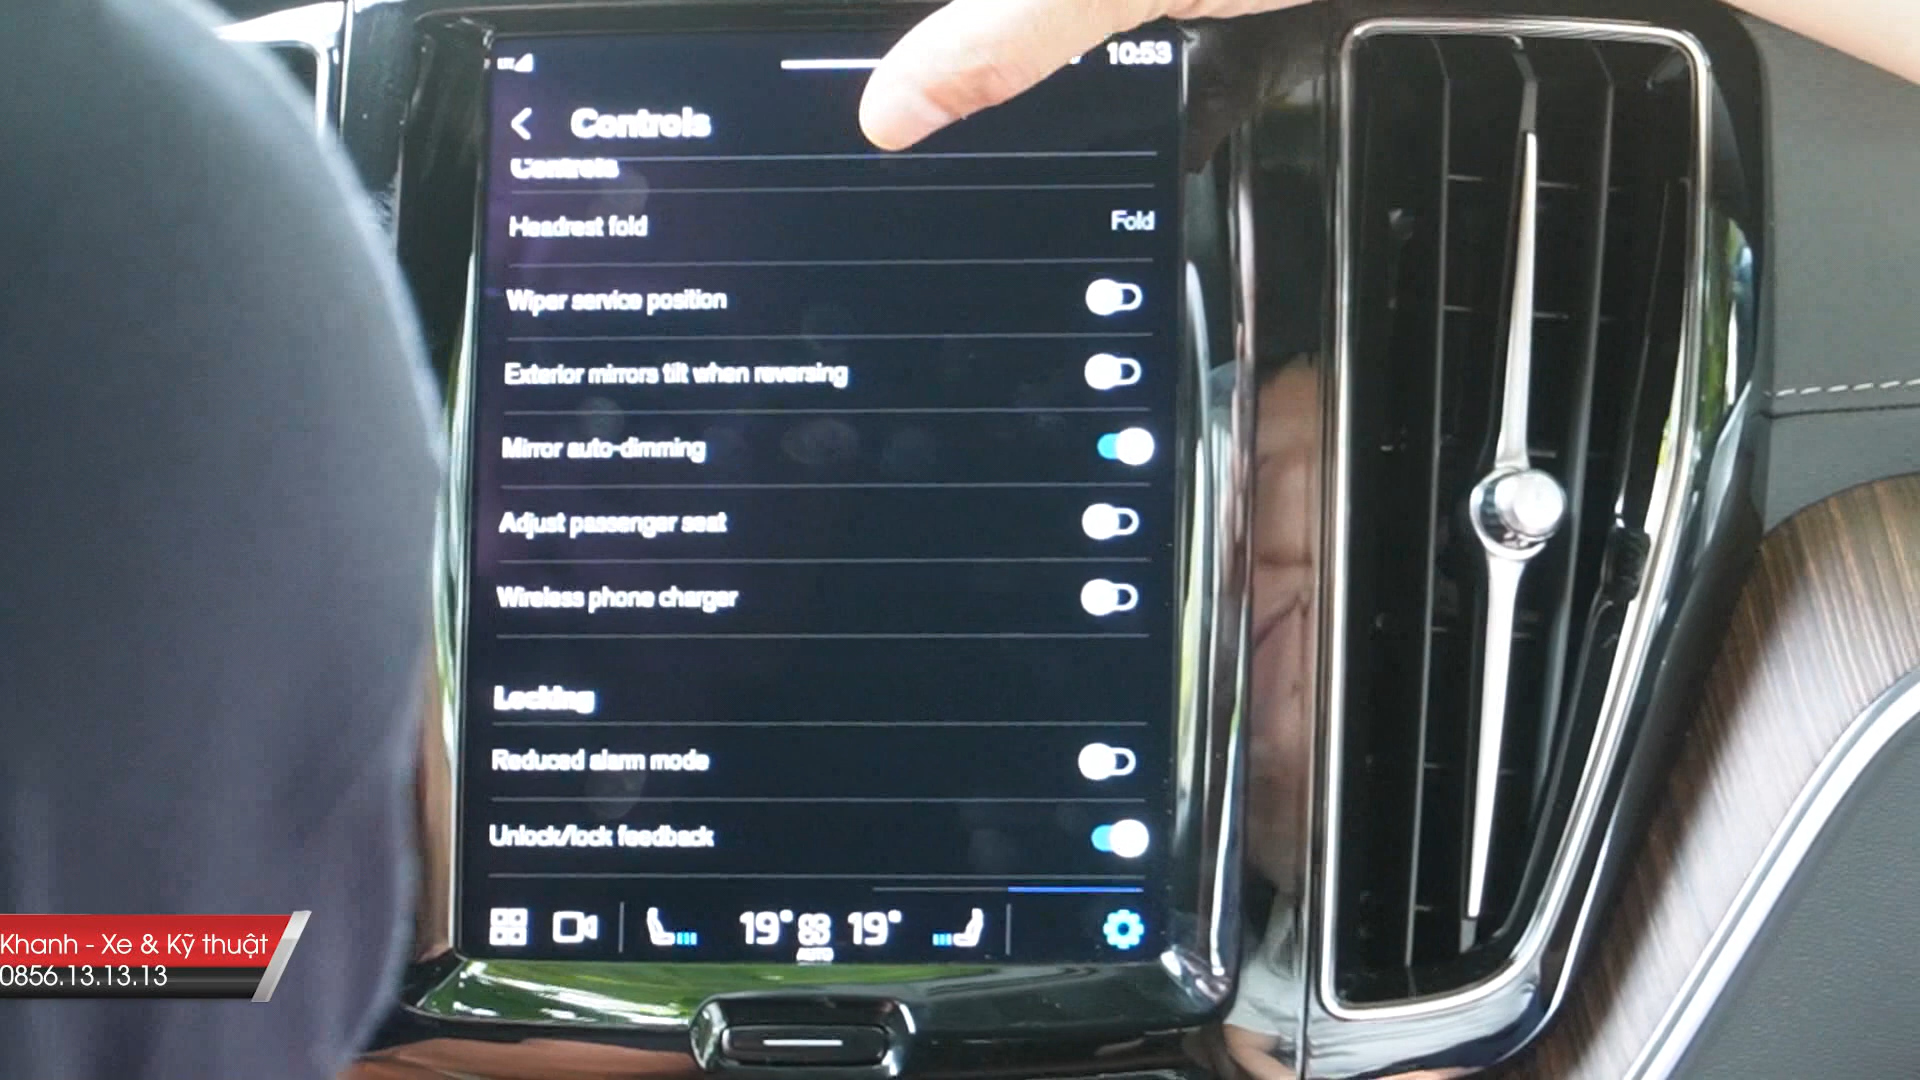 10:53
Controls
Controls
Headrest fold Fold
Wiper service position
Exterior mirrors tilt when reversing
Mirror auto-dimming
Adjust passenger seat
Wireless phone charger
Locking
Reduced alarm mode
Unlock/lock feedback
19° 19°
AUTO
Khanh - Xe & Kỹ thuật
0856.13.13.13